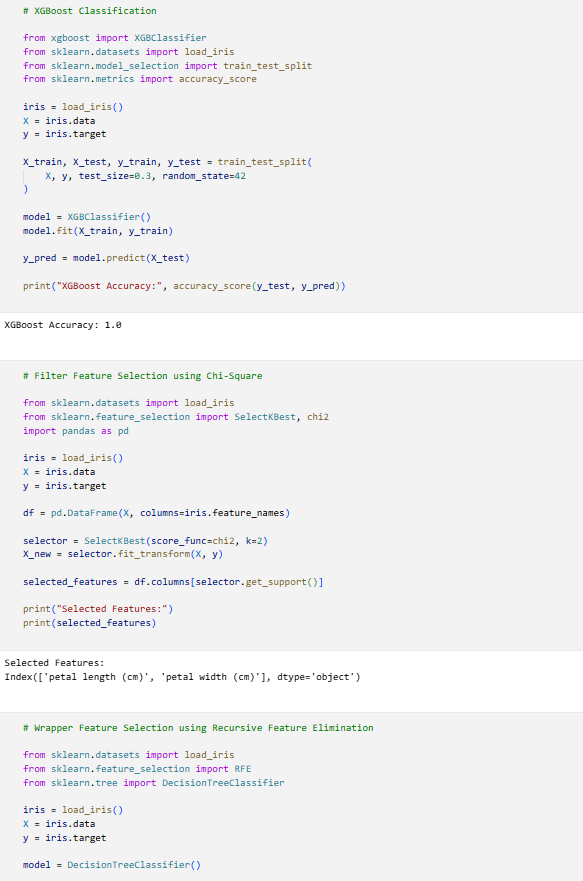 # XGBoost Classification
from xgboost import XGBClassifier
from sklearn.datasets import load_iris
from sklearn.model_selection import train_test_split
from sklearn.metrics import accuracy_score
iris = load_iris()
X = iris.data
y = iris.target
X_train, X_test, y_train, y_test = train_test_split(
    X, y, test_size=0.3, random_state=42
)
model = XGBClassifier()
model.fit(X_train, y_train)
y_pred = model.predict(X_test)
print("XGBoost Accuracy:", accuracy_score(y_test, y_pred))
XGBoost Accuracy: 1.0
# Filter Feature Selection using Chi-Square
from sklearn.datasets import load_iris
from sklearn.feature_selection import SelectKBest, chi2
import pandas as pd
iris = load_iris()
X = iris.data
y = iris.target
df = pd.DataFrame(X, columns=iris.feature_names)
selector = SelectKBest(score_func=chi2, k=2)
X_new = selector.fit_transform(X, y)
selected_features = df.columns[selector.get_support()]
print("Selected Features:")
print(selected_features)
Selected Features:
Index(['petal length (cm)', 'petal width (cm)'], dtype='object')
# Wrapper Feature Selection using Recursive Feature Elimination
from sklearn.datasets import load_iris
from sklearn.feature_selection import RFE
from sklearn.tree import DecisionTreeClassifier
iris = load_iris()
X = iris.data
y = iris.target
model = DecisionTreeClassifier()